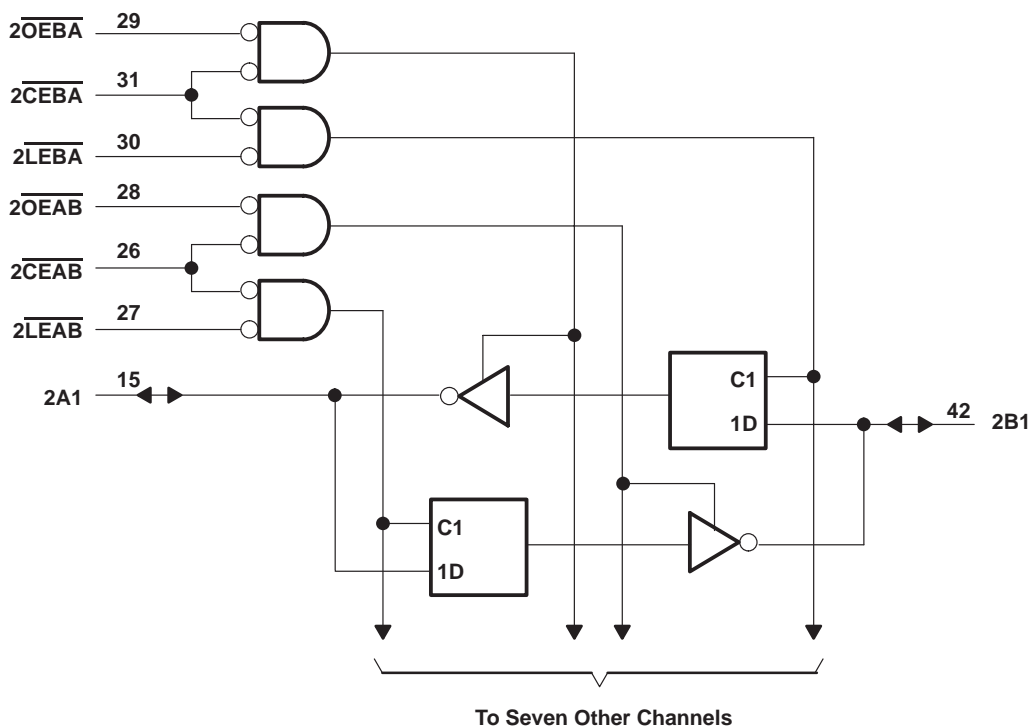 2OEBA 29
2CEBA 31
2LEBA 30
2OEAB 28
2CEAB 26
2LEAB 27
2A1 15
C1
1D
42 2B1
C1
1D
To Seven Other Channels